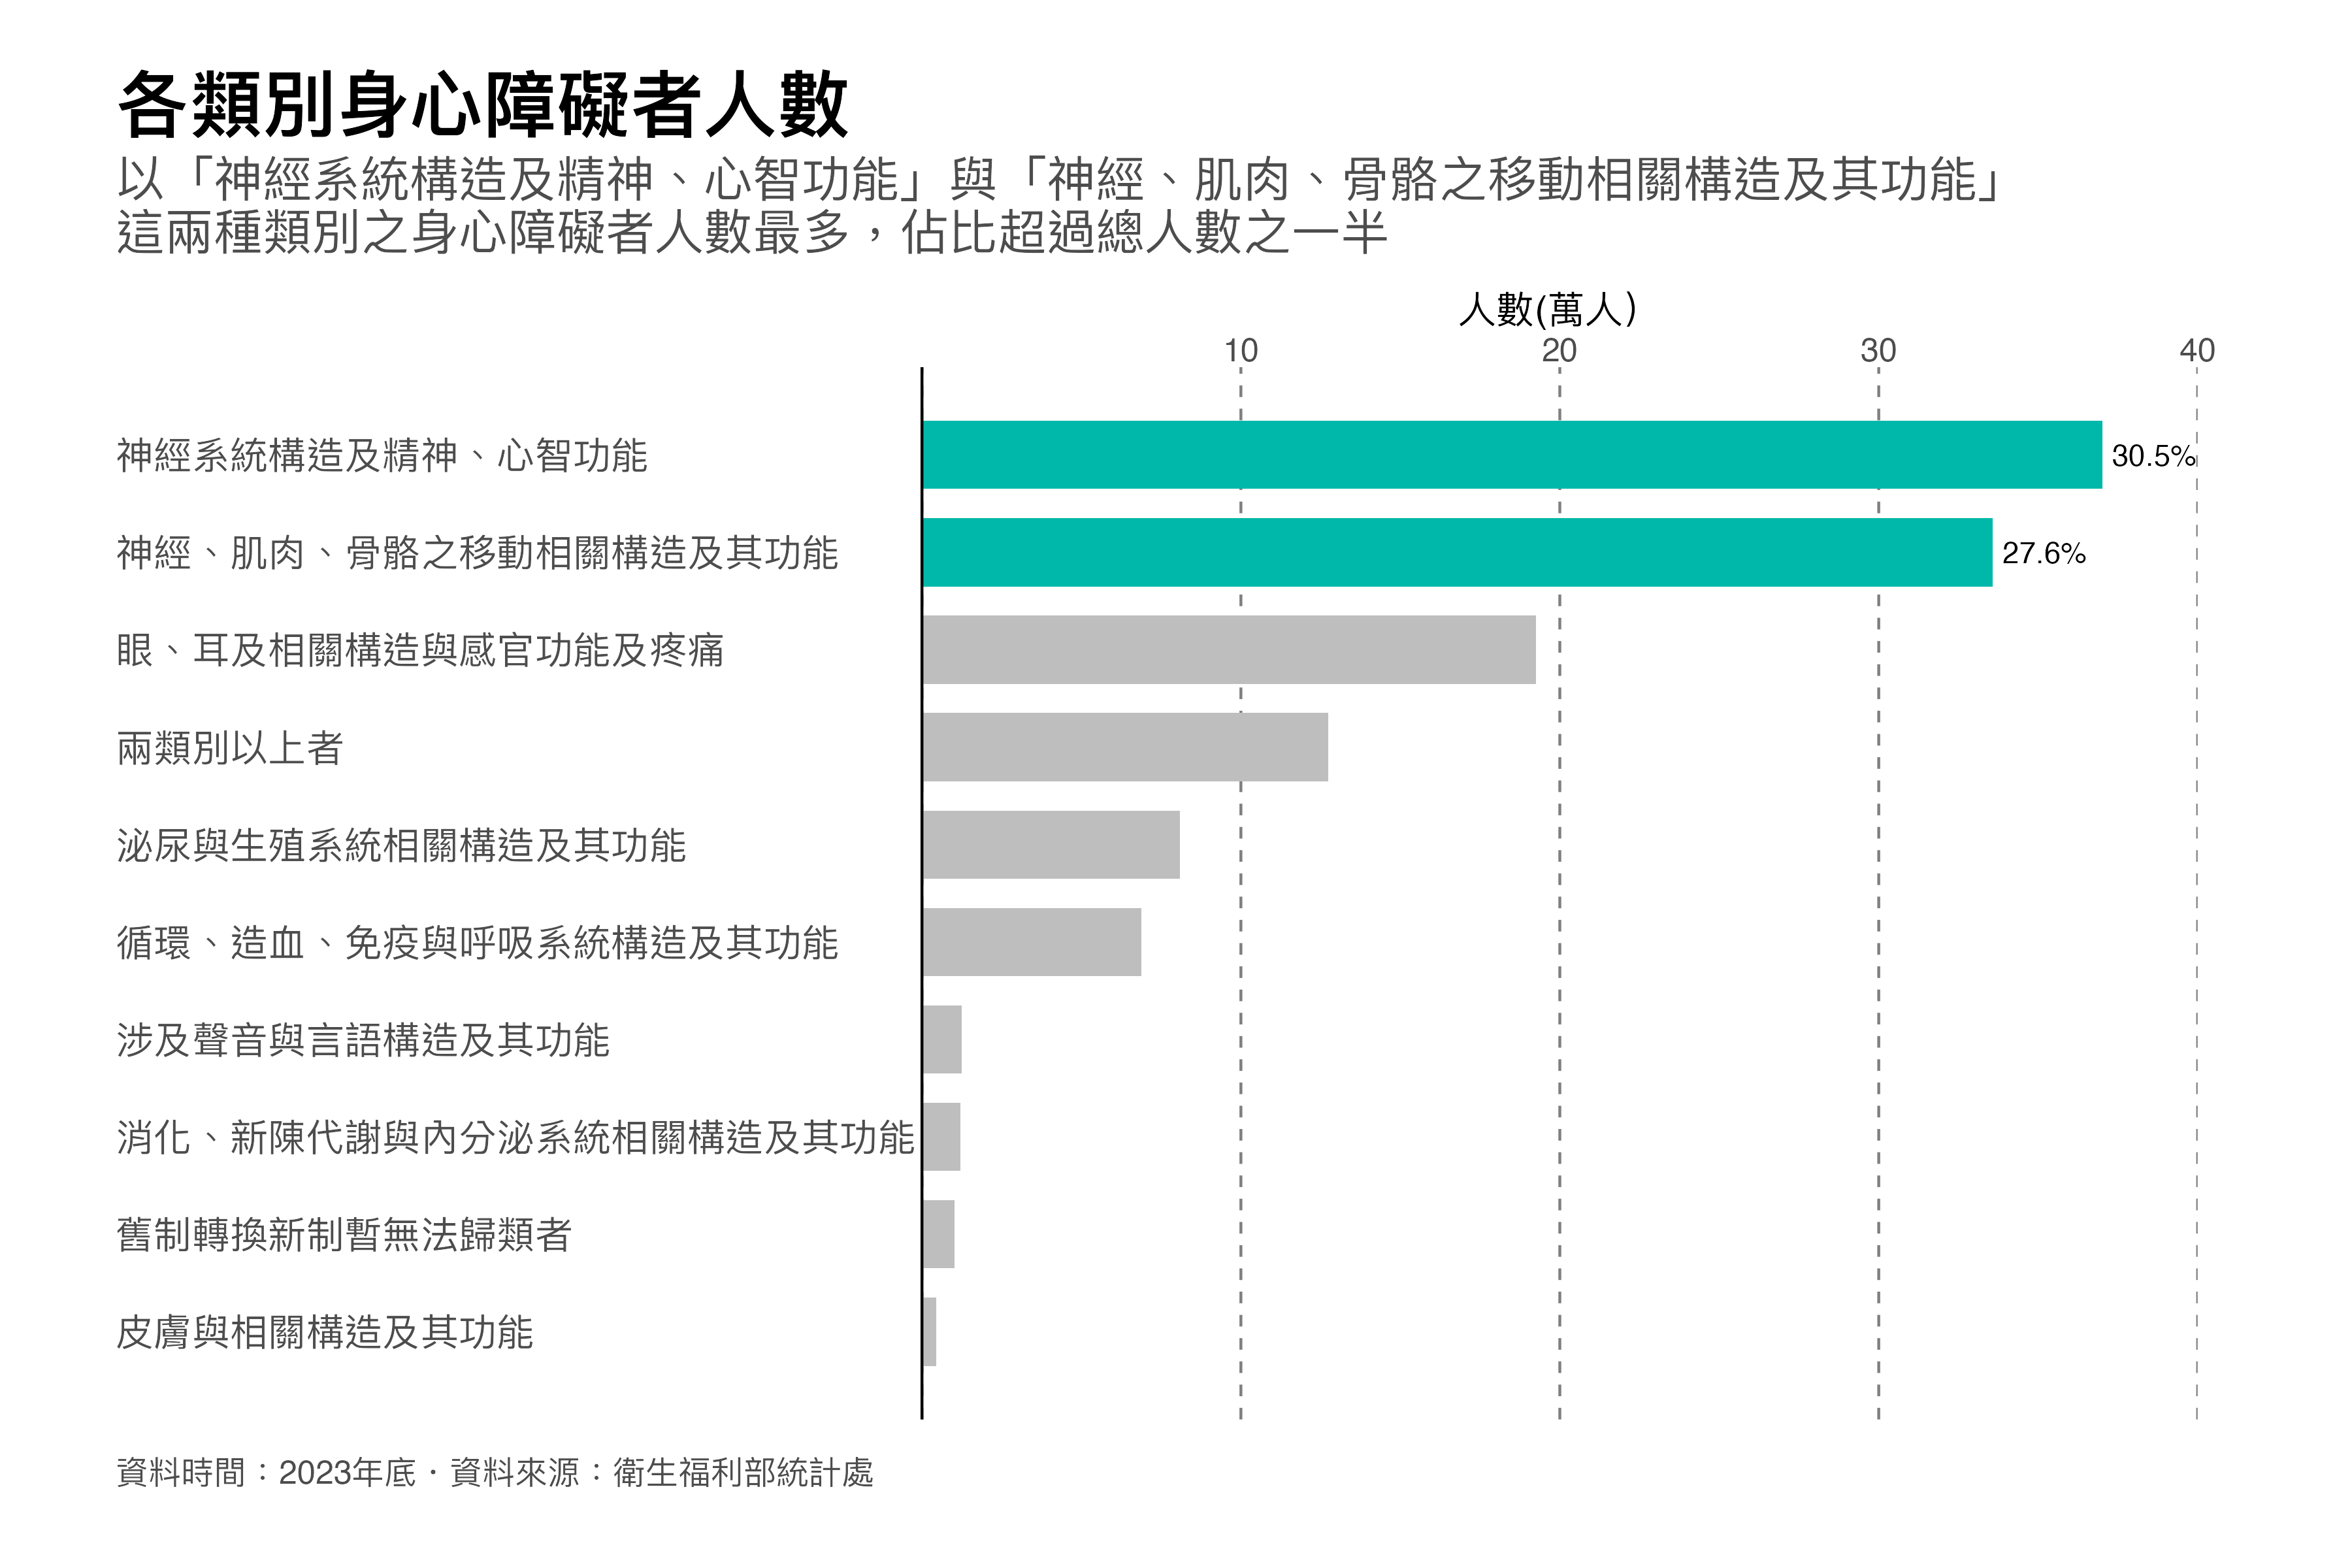 各類別身心障礙者人數
以「神經系統構造及精神、心智功能」與「神經、肌肉、骨骼之移動相關構造及其功能」
這兩種類別之身心障礙者人數最多，佔比超過總人數之一半
人數(萬人)
10 20 30 40
神經系統構造及精神、心智功能 30.5%
神經、肌肉、骨骼之移動相關構造及其功能 27.6%
眼、耳及相關構造與感官功能及疼痛
兩類別以上者
泌尿與生殖系統相關構造及其功能
循環、造血、免疫與呼吸系統構造及其功能
涉及聲音與言語構造及其功能
消化、新陳代謝與內分泌系統相關構造及其功能
舊制轉換新制暫無法歸類者
皮膚與相關構造及其功能
資料時間：2023年底．資料來源：衛生福利部統計處